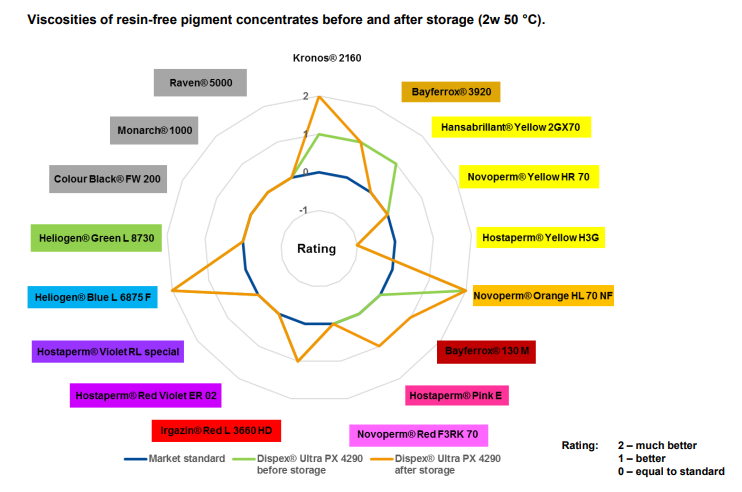 Viscosities of resin-free pigment concentrates before and after storage (2w 50 °C).
Kronos® 2160
Raven® 5000
Bayferrox® 3920
2
Monarch® 1000
Hansabrillant® Yellow 2GX70
1
Colour Black® FW 200
Novoperm® Yellow HR 70
0
-1
Heliogen® Green L 8730
Rating
Hostaperm® Yellow H3G
Heliogen® Blue L 6875 F
Novoperm® Orange HL 70 NF
Hostaperm® Violet RL special
Bayferrox® 130 M
Hostaperm® Red Violet ER 02
Hostaperm® Pink E
Irgazin® Red L 3660 HD
Novoperm® Red F3RK 70
Market standard
Dispex® Ultra PX 4290
before storage
Dispex® Ultra PX 4290
after storage
Rating:
2 – much better
1 – better
0 – equal to standard